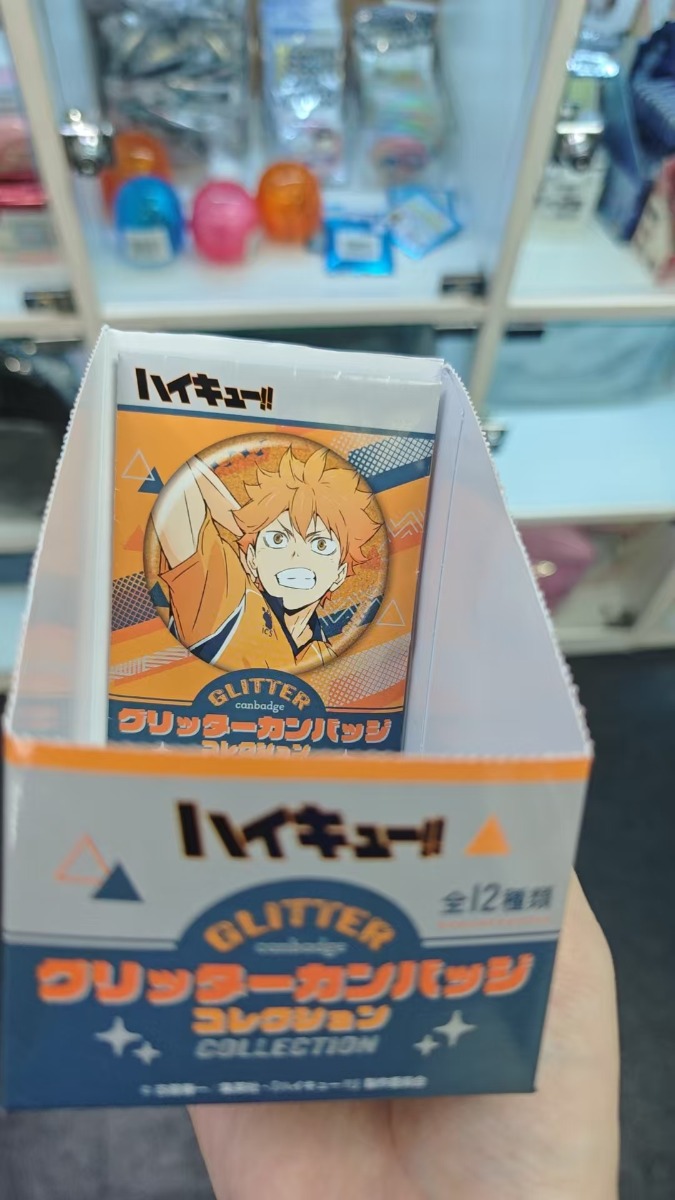 ハイキュー!!
GLITTER
canbadge
グリッターカンバッジ
コレクション
ハイキュー!!
全12種類
GLITTER
canbadge
グリッターカンバッジ
コレクション
COLLECTION